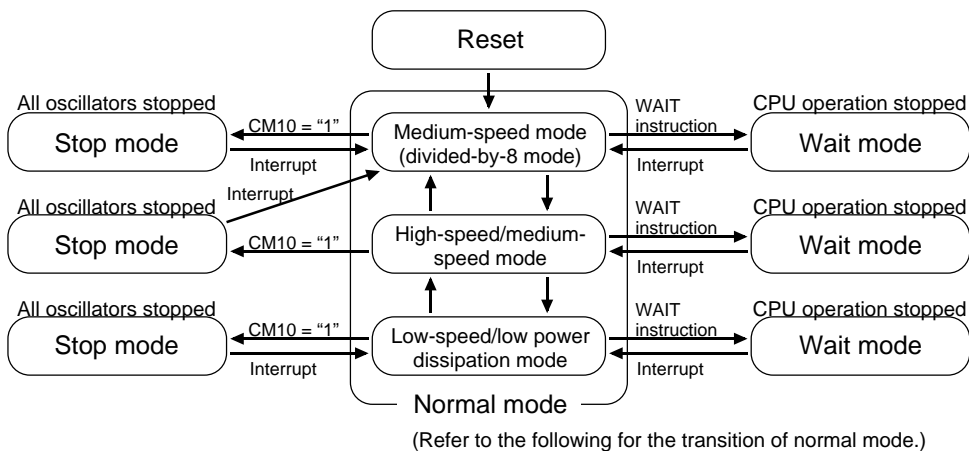 Reset
All oscillators stopped
CM10 = “1”
WAIT
instruction
CPU operation stopped
Stop mode
Medium-speed mode
(divided-by-8 mode)
Wait mode
Interrupt
Interrupt
Interrupt
All oscillators stopped
WAIT
instruction
CPU operation stopped
Stop mode
CM10 = “1”
High-speed/medium-
speed mode
Wait mode
Interrupt
All oscillators stopped
CM10 = “1”
WAIT
instruction
CPU operation stopped
Stop mode
Low-speed/low power
dissipation mode
Wait mode
Interrupt
Interrupt
Normal mode
(Refer to the following for the transition of normal mode.)